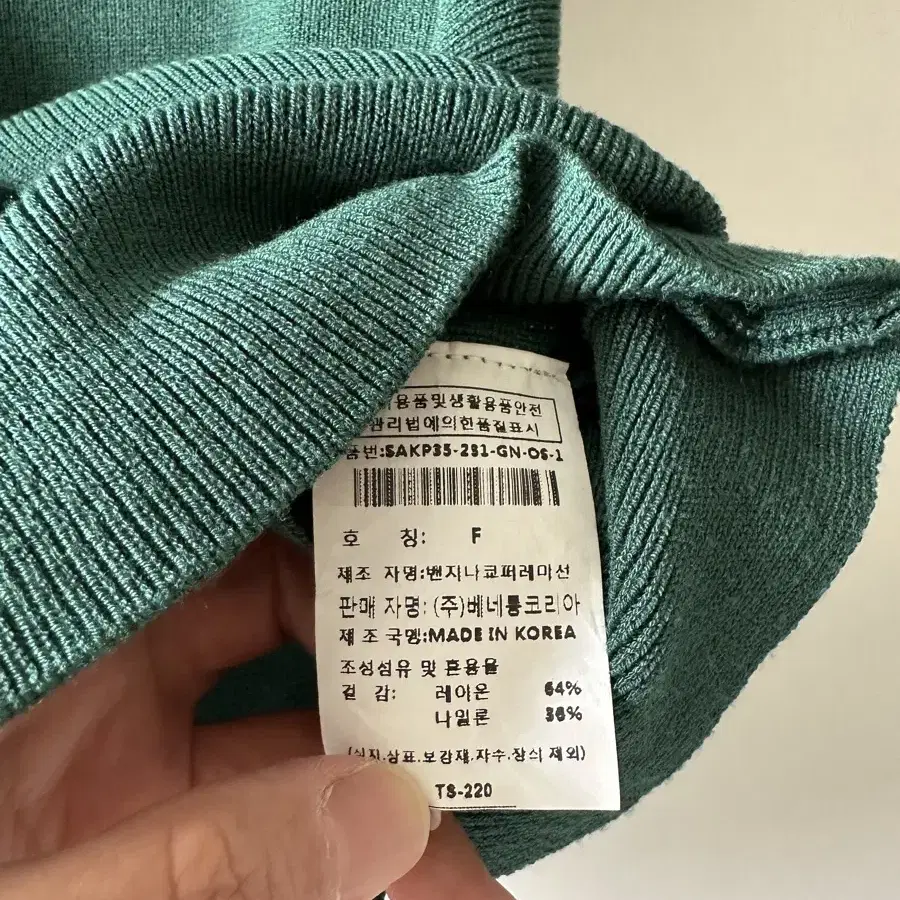 용품및생활용품안전
관리법에의한품질표시
품번:SAKP35-231-GN-OS-1
호 칭: F
제조 자명:밴지나쿄퍼레마선
판매 자명: (주)베네통코리아
제 조 국명:MADE IN KOREA
조성섬유 및 혼용율
겉 감: 레이온 64%
나일론 36%
(심지.상표.보강재.자수.장식 제외)
TS-220